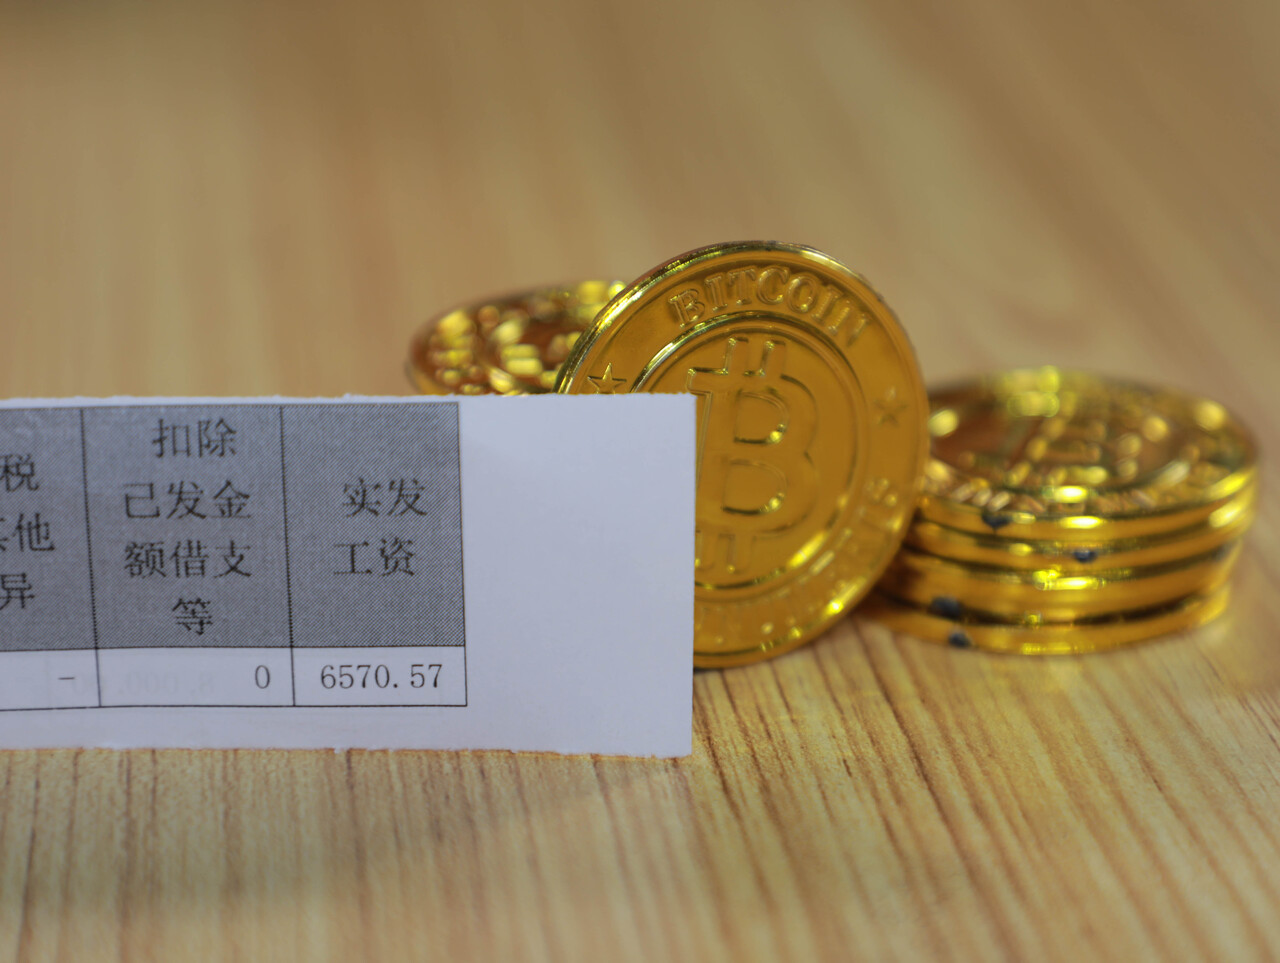 税
其他
异
扣除
已发金
额借支
等
实发
工资
-
0
6570.57
BITCOIN